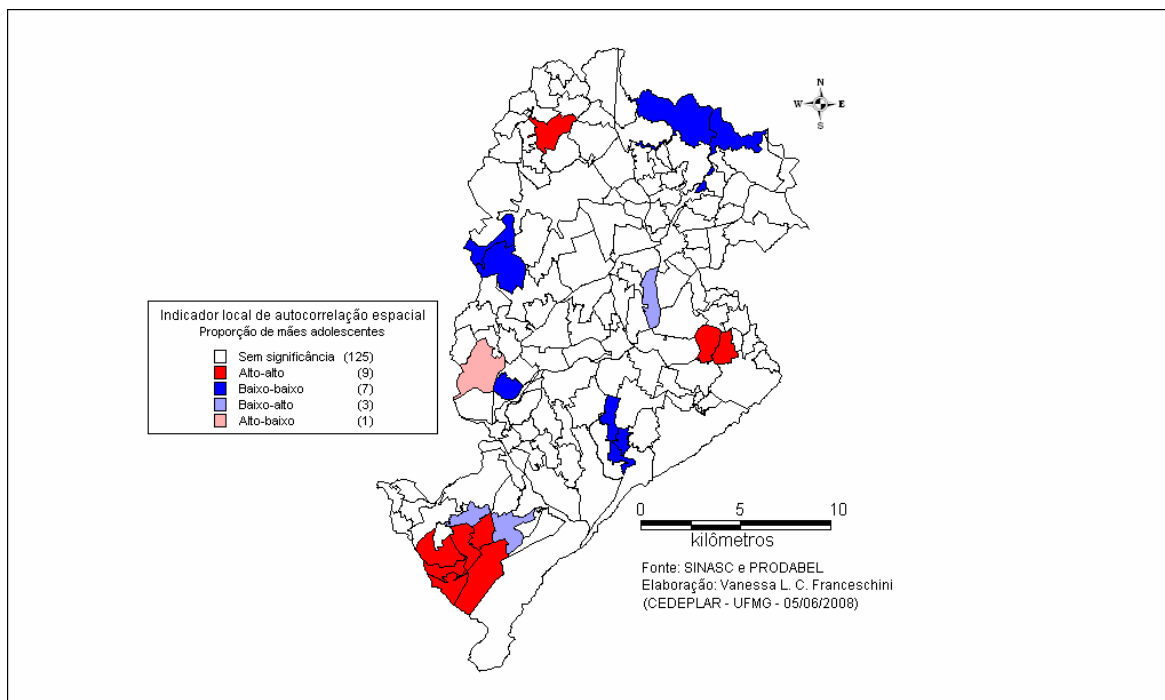 N
W E
S
Indicador local de autocorrelação espacial
Proporção de mães adolescentes
Sem significância (125)
Alto-alto (9)
Baixo-baixo (7)
Baixo-alto (3)
Alto-baixo (1)
0 5 10
kilômetros
Fonte: SINASC e PRODABEL
Elaboração: Vanessa L. C. Franceschini
(CEDEPLAR - UFMG - 05/06/2008)